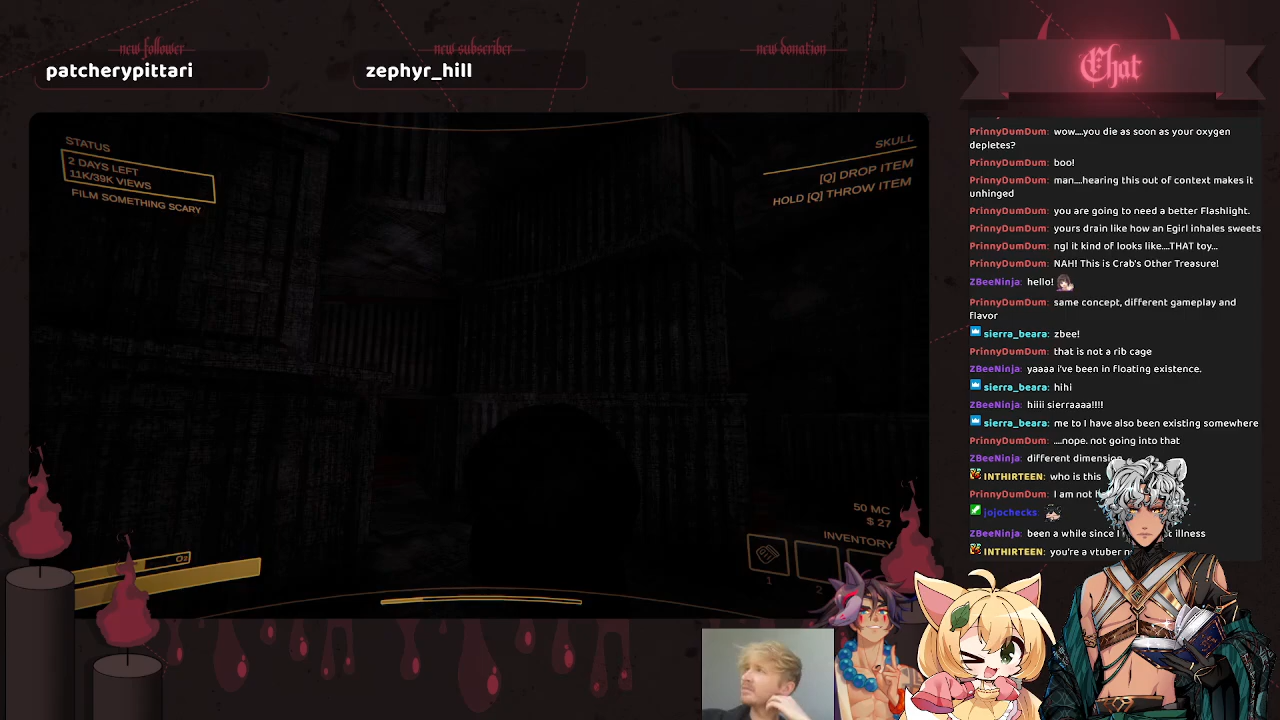 new follower
patcherypittari
new subscriber
zephyr_hill
new donation
Chat
STATUS
2 DAYS LEFT
11K/39K VIEWS
FILM SOMETHING SCARY
SKULL
[Q] DROP ITEM
HOLD [Q] THROW ITEM
50 MC
$ 27
INVENTORY
1
2
O2
PrinnyDumDum: wow....you die as soon as your oxygen
depletes?
PrinnyDumDum: boo!
PrinnyDumDum: man....hearing this out of context makes it
unhinged
PrinnyDumDum: you are going to need a better Flashlight.
PrinnyDumDum: yours drain like how an Egirl inhales sweets
PrinnyDumDum: ngl it kind of looks like....THAT toy...
PrinnyDumDum: NAH! This is Crab's Other Treasure!
ZBeeNinja: hello!
PrinnyDumDum: same concept, different gameplay and
flavor
sierra_beara: zbee!
PrinnyDumDum: that is not a rib cage
ZBeeNinja: yaaaa i've been in floating existence.
sierra_beara: hihi
ZBeeNinja: hiiii sierraaaa!!!!
sierra_beara: me to I have also been existing somewhere
PrinnyDumDum: ....nope. not going into that
ZBeeNinja: different dimension
INTHIRTEEN: who is this
PrinnyDumDum: I am not
jojochecks:
ZBeeNinja: been a while since illness
INTHIRTEEN: you're a vtuber